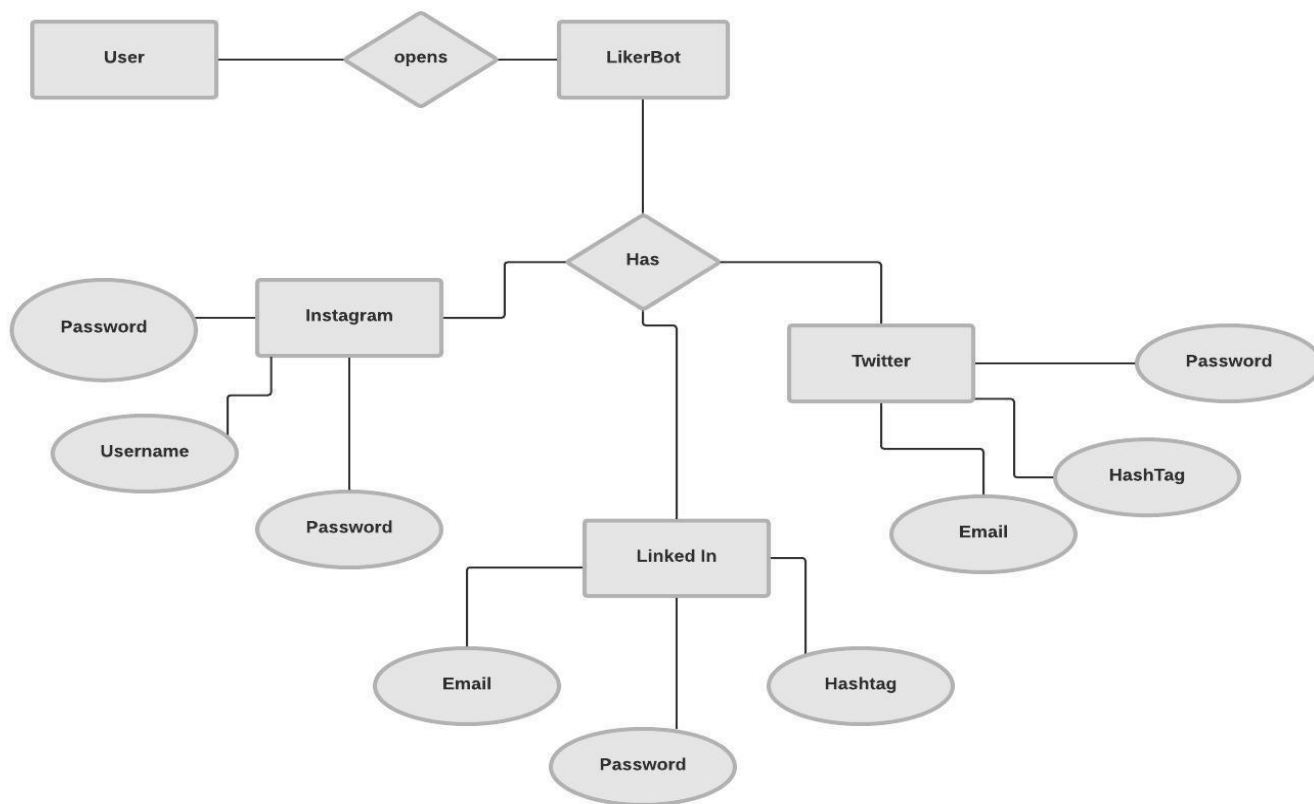 User
opens
LikerBot
Has
Instagram
Password
Username
Password
Twitter
Password
HashTag
Email
Linked In
Email
Hashtag
Password